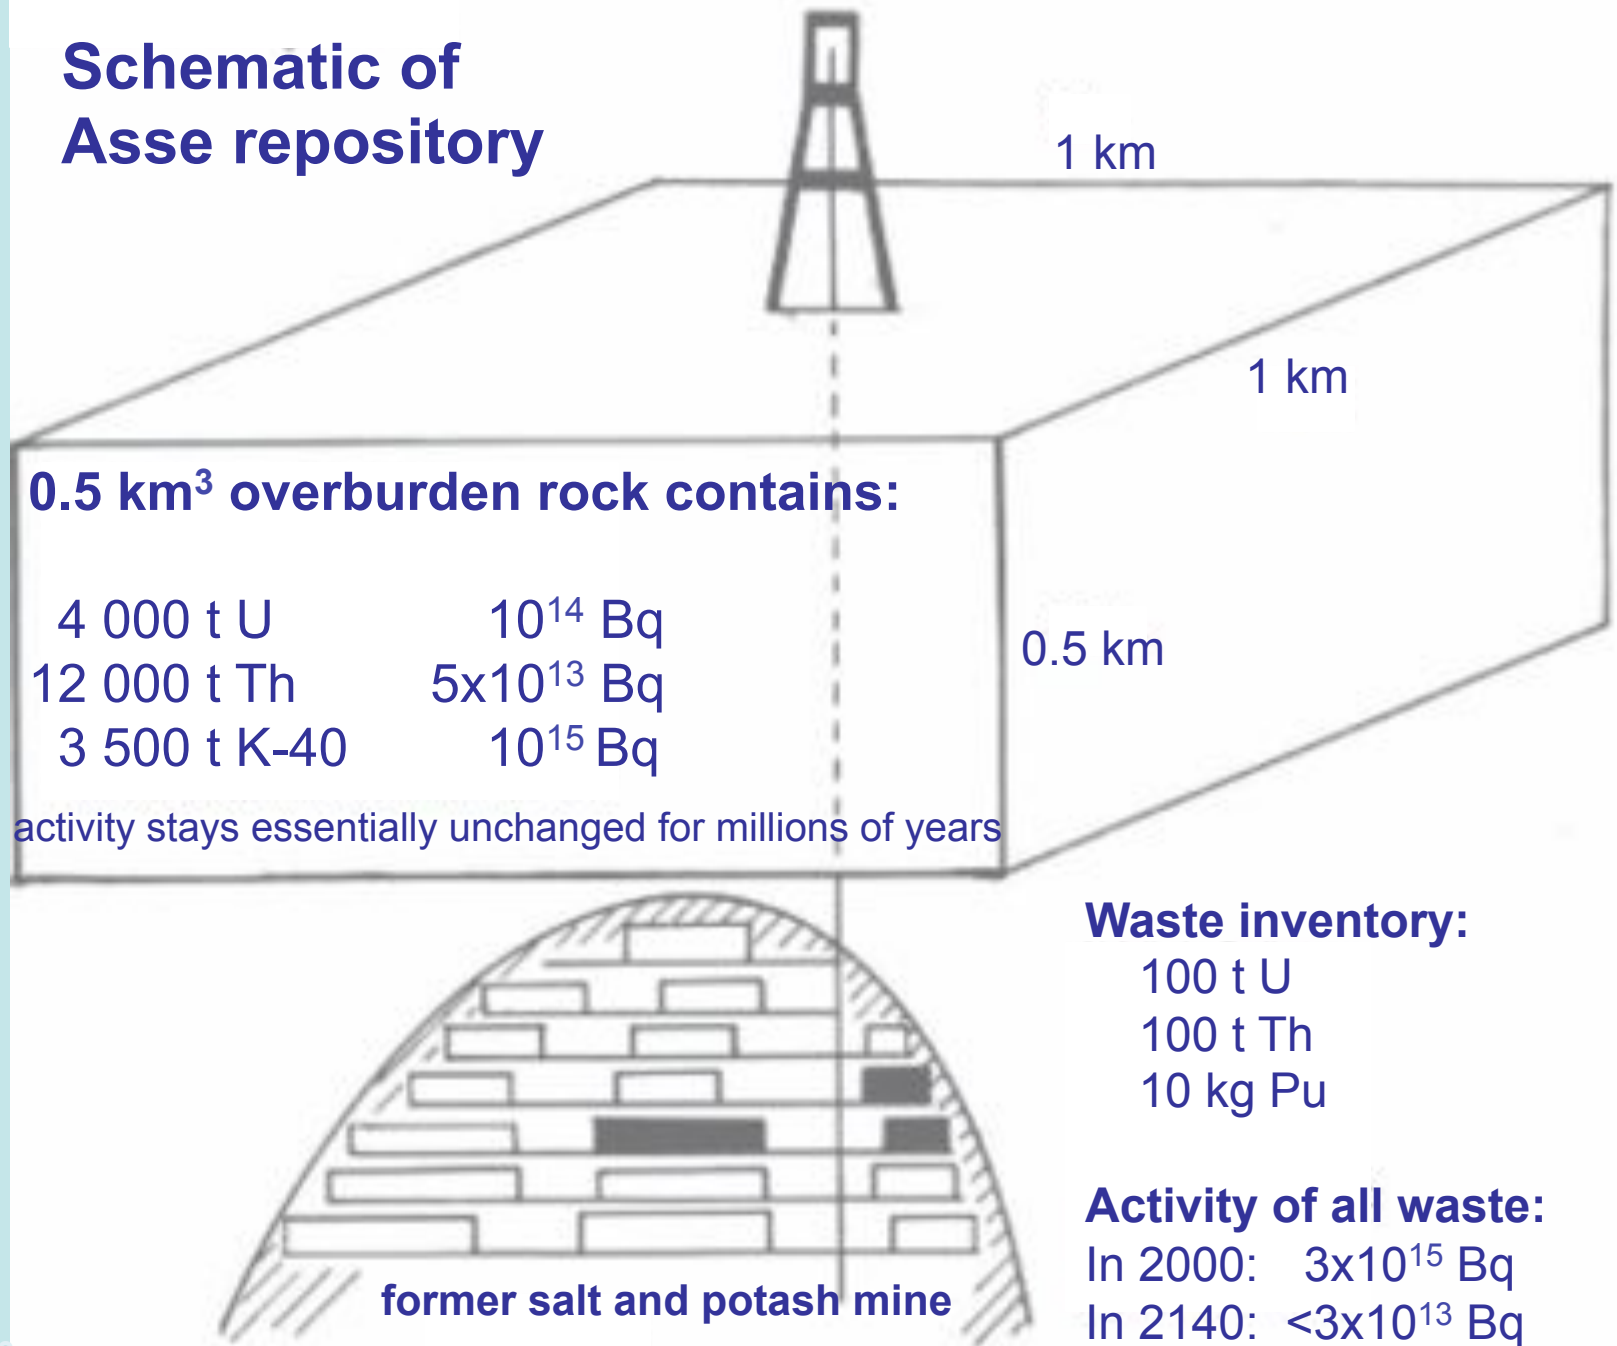 Schematic of
Asse repository
1 km
1 km
0.5 km³ overburden rock contains:
4 000 t U 10¹⁴ Bq
12 000 t Th 5x10¹³ Bq
3 500 t K-40 10¹⁵ Bq
0.5 km
activity stays essentially unchanged for millions of years
Waste inventory:
100 t U
100 t Th
10 kg Pu
Activity of all waste:
In 2000: 3x10¹⁵ Bq
former salt and potash mine
In 2140: <3x10¹³ Bq